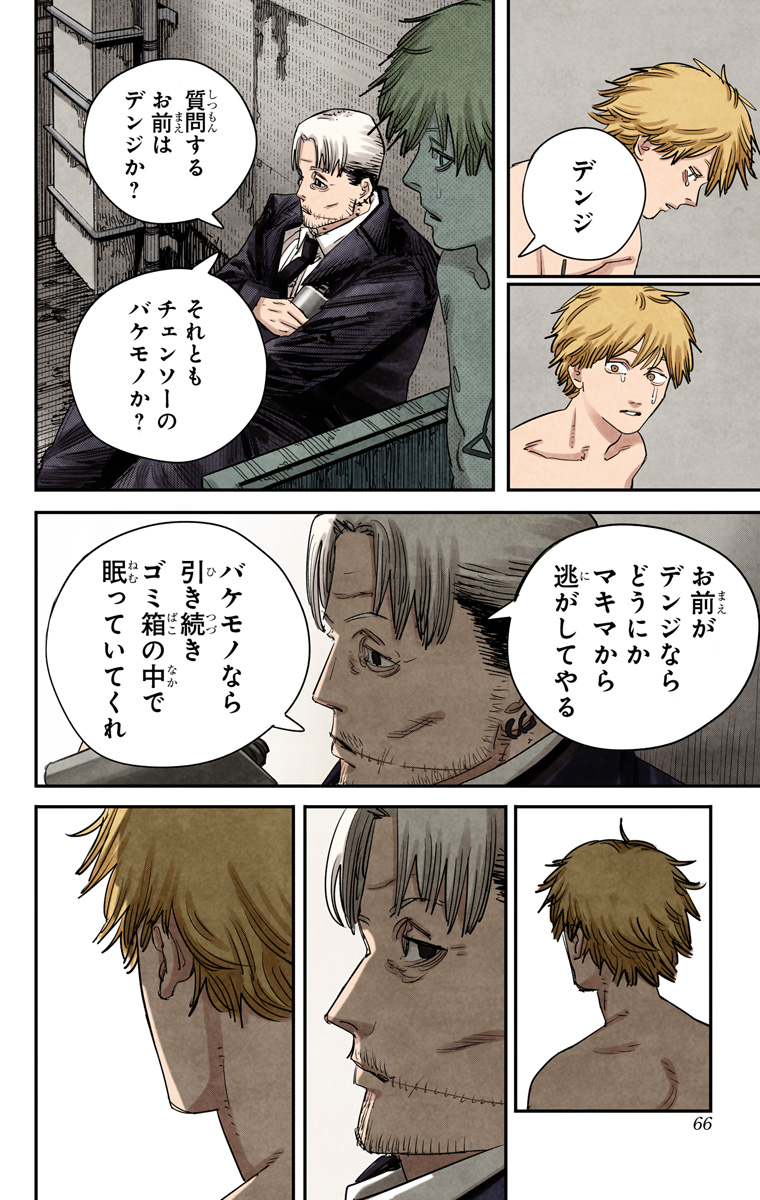 デンジ
質問する
お前は
デンジか？
それとも
チェンソーの
バケモノか？
お前が
デンジなら
どうにか
マキマから
逃がしてやる
バケモノなら
引き続き
ゴミ箱の中で
眠っていてくれ
66